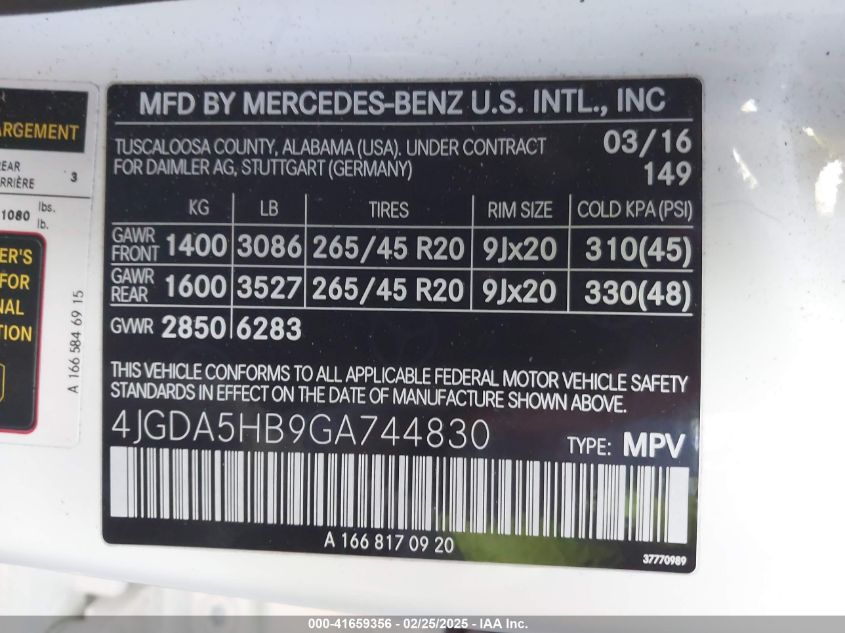 ARGEMENT
EAR
ARRIÈRE 3
1080 lbs.
lb.
ER'S
FOR
NAL
TION
A 166 584 69 15
MFD BY MERCEDES-BENZ U.S. INTL., INC
TUSCALOOSA COUNTY, ALABAMA (USA). UNDER CONTRACT
FOR DAIMLER AG, STUTTGART (GERMANY)
03/16
149
KG LB TIRES RIM SIZE COLD KPA(PSI)
GAWR FRONT 1400 3086 265/45 R20 9Jx20 310(45)
GAWR REAR 1600 3527 265/45 R20 9Jx20 330(48)
GVWR 2850 6283
THIS VEHICLE CONFORMS TO ALL APPLICABLE FEDERAL MOTOR VEHICLE SAFETY
STANDARDS IN EFFECT ON THE DATE OF MANUFACTURE SHOWN ABOVE.
4JGDA5HB9GA744830 TYPE: MPV
A 166 817 09 20
37770989
000-41659356 - 02/25/2025 - IAA Inc.